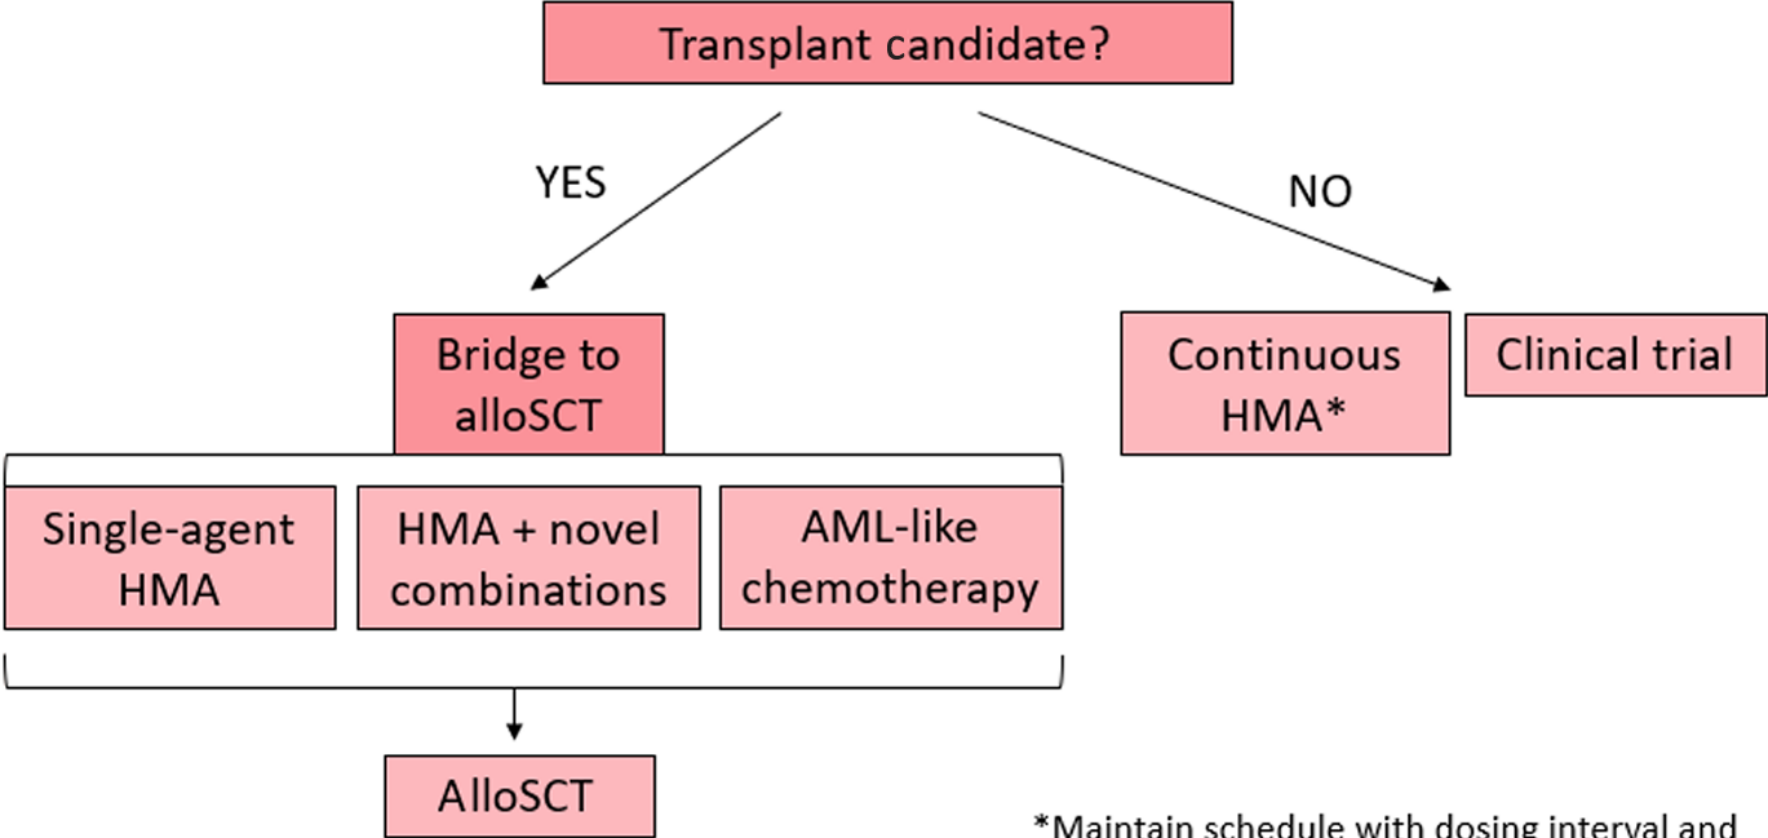 Transplant candidate?
YES
NO
Bridge to
alloSCT
Continuous
HMA*
Clinical trial
Single-agent
HMA
HMA + novel
combinations
AML-like
chemotherapy
AlloSCT
*Maintain schedule with dosing interval and